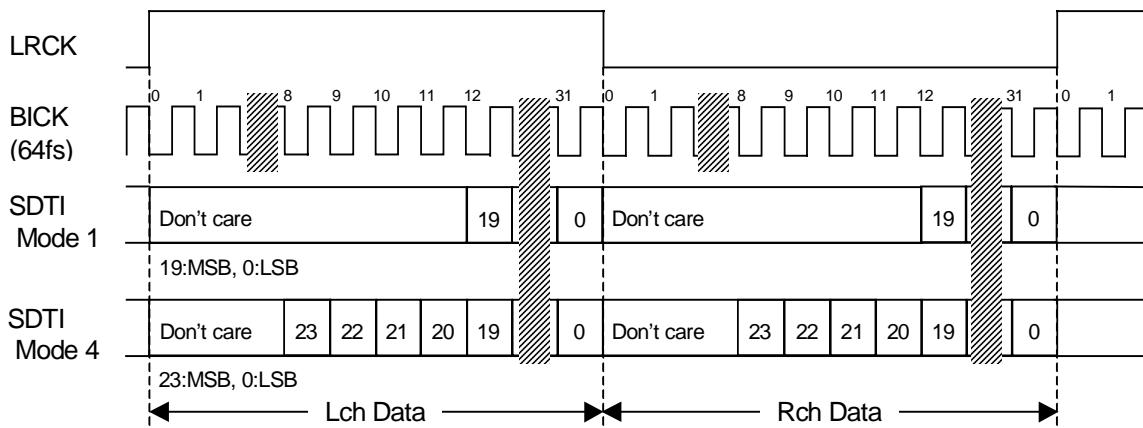 LRCK
0 1 8 9 10 11 12 31 0 1 8 9 10 11 12 31 0 1
BICK
(64fs)
SDTI
Mode 1
Don't care 19 0 Don't care 19 0
19:MSB, 0:LSB
SDTI
Mode 4
Don't care 23 22 21 20 19 0 Don't care 23 22 21 20 19 0
23:MSB, 0:LSB
Lch Data Rch Data